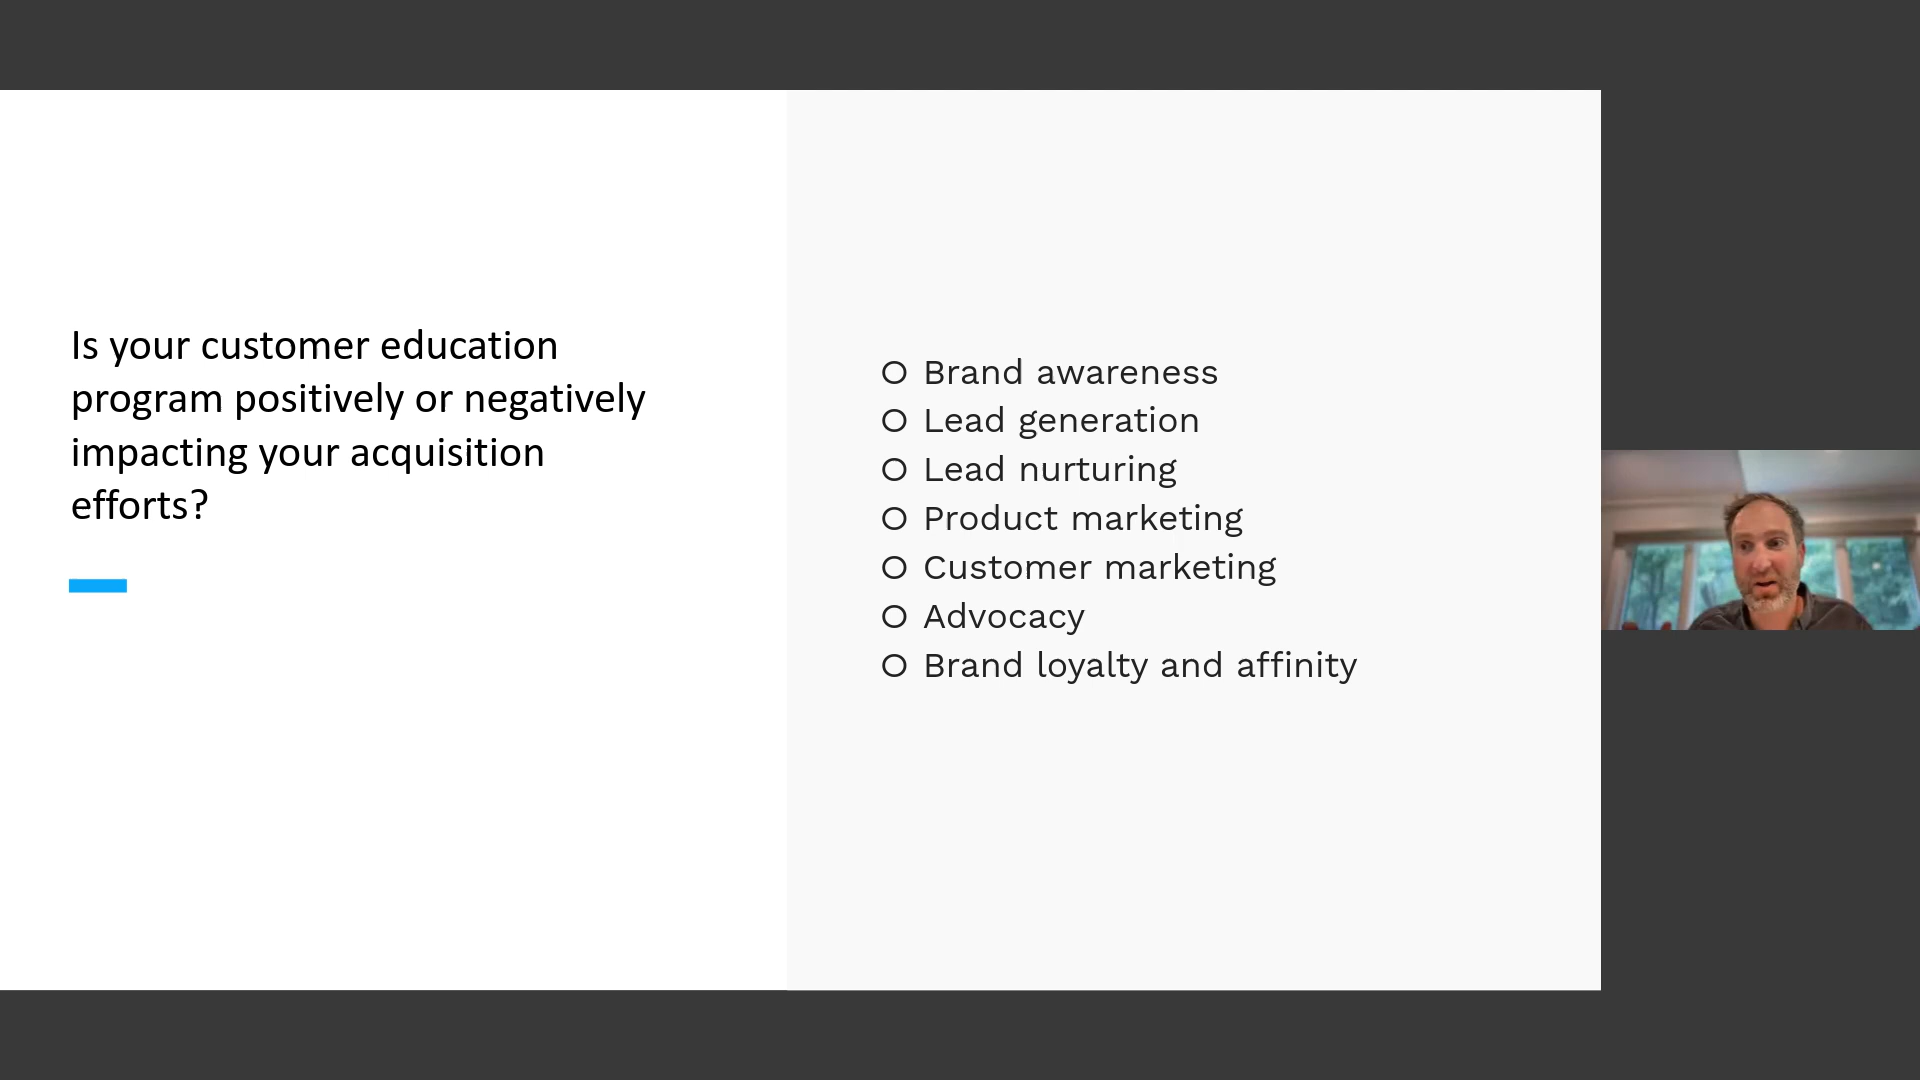 Is your customer education
program positively or negatively
impacting your acquisition
efforts?
Brand awareness
Lead generation
Lead nurturing
Product marketing
Customer marketing
Advocacy
Brand loyalty and affinity